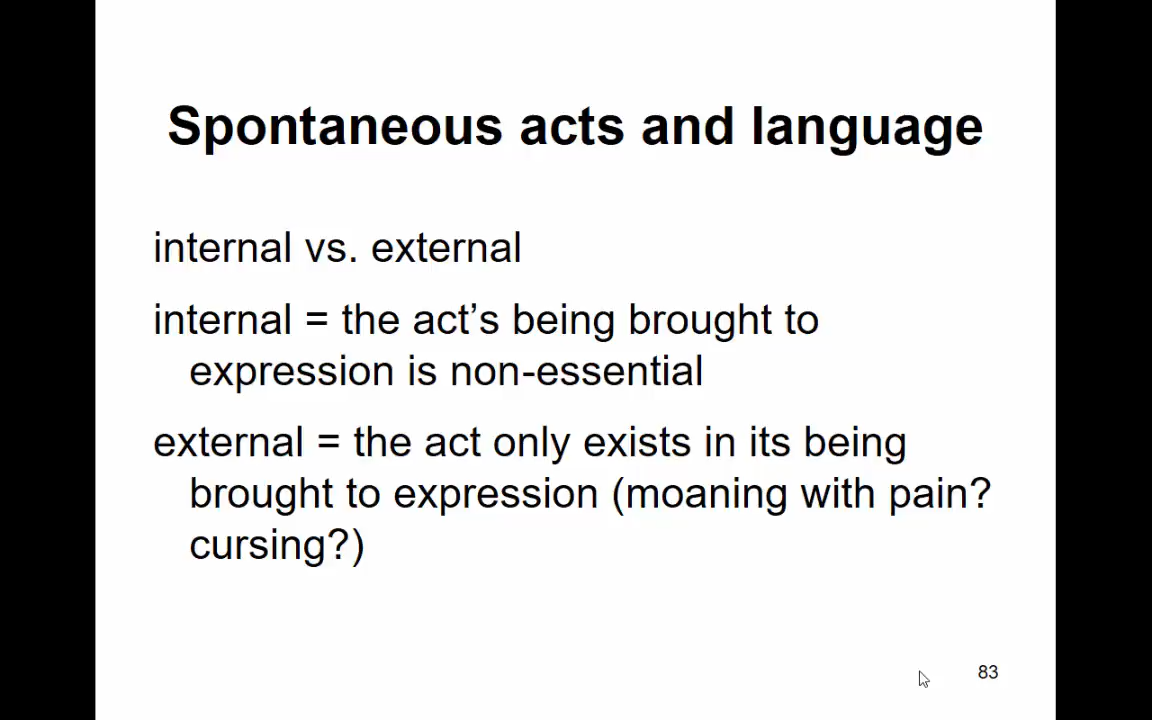 Spontaneous acts and language
internal vs. external
internal = the act’s being brought to
expression is non-essential
external = the act only exists in its being
brought to expression (moaning with pain?
cursing?)
83